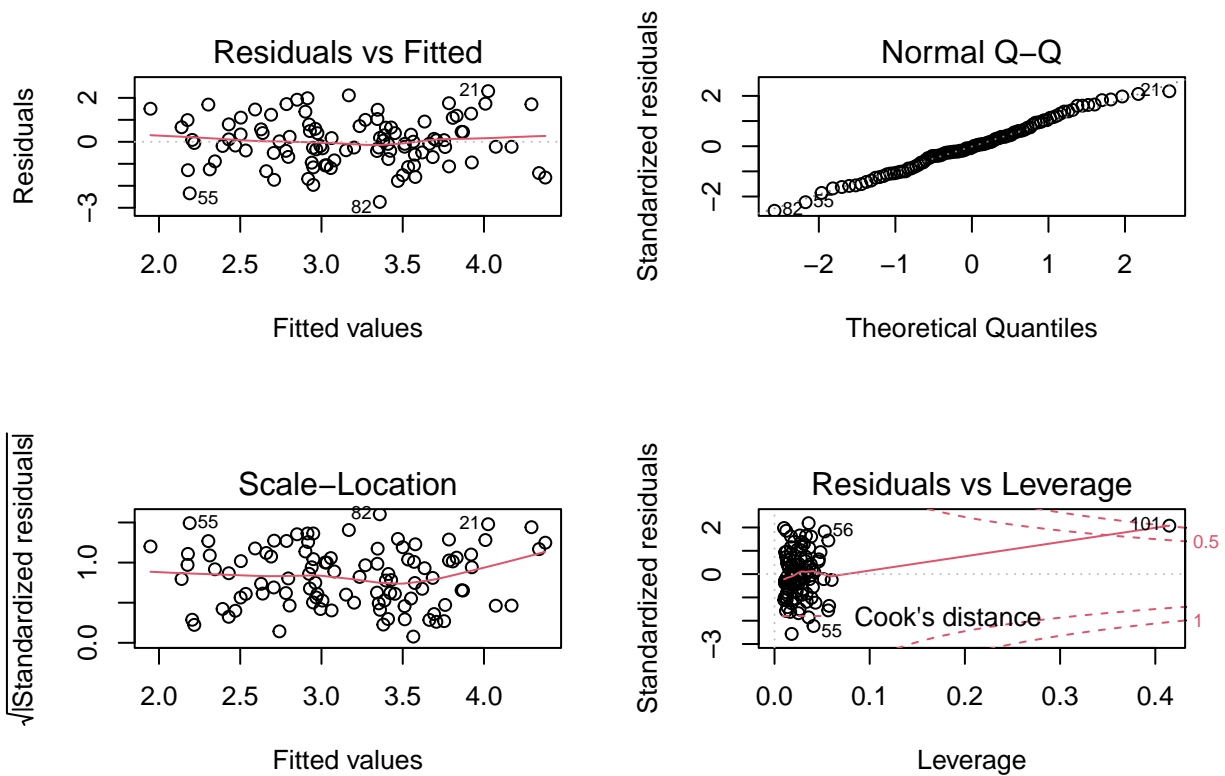 Residuals vs Fitted
Residuals
2
0
−3
21
55
82
2.0 2.5 3.0 3.5 4.0
Fitted values
Normal Q−Q
Standardized residuals
2
0
−2
21
82
55
−2 −1 0 1 2
Theoretical Quantiles
Scale−Location
√|Standardized residuals|
1.0
0.0
55
82
21
2.0 2.5 3.0 3.5 4.0
Fitted values
Residuals vs Leverage
Standardized residuals
2
0
−3
101
56
55
Cook's distance
0.5
1
0.0 0.1 0.2 0.3 0.4
Leverage